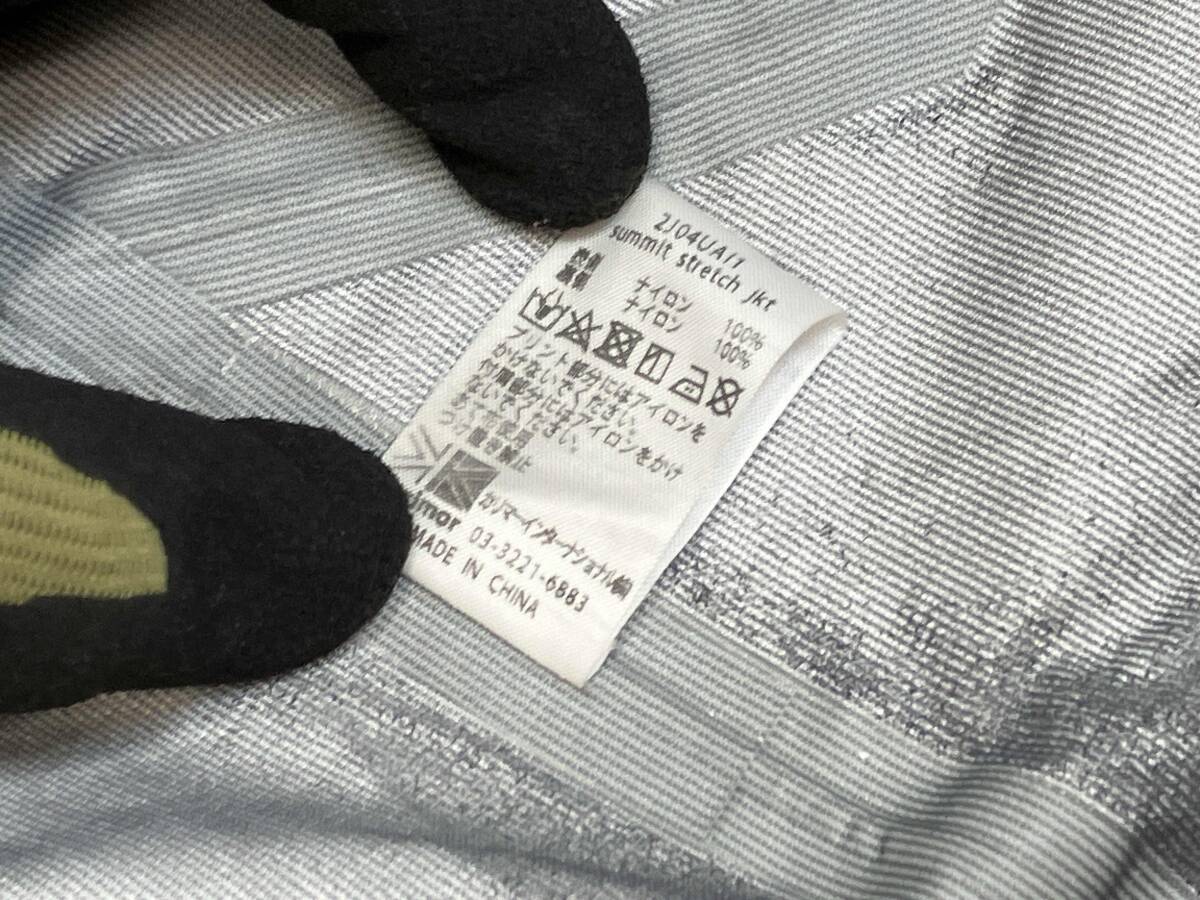 2J04UAI1
summit stretch jkt
ナイロン 100%
ナイロン 100%
プリント部分にはアイロンを
かけないでください。
付属部分にはアイロンをかけ
ないでください。
カリマーインターナショナル㈱
03-3221-6883
MADE IN CHINA